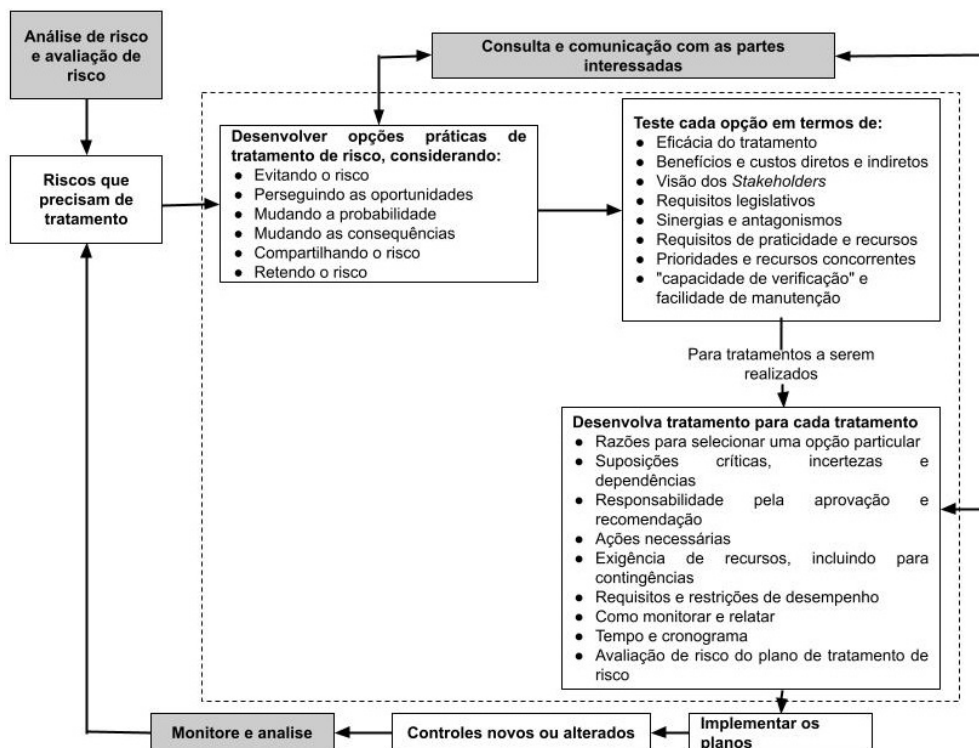 Análise de risco
e avaliação de
risco
Consulta e comunicação com as partes
interessadas
Riscos que
precisam de
tratamento
Desenvolver opções práticas de
tratamento de risco, considerando:
● Evitando o risco
● Perseguindo as oportunidades
● Mudando a probabilidade
● Mudando as consequências
● Compartilhando o risco
● Retendo o risco
Teste cada opção em termos de:
● Eficácia do tratamento
● Benefícios e custos diretos e indiretos
● Visão dos Stakeholders
● Requisitos legislativos
● Sinergias e antagonismos
● Requisitos de praticidade e recursos
● Prioridades e recursos concorrentes
● "capacidade de verificação" e
facilidade de manutenção
Para tratamentos a serem
realizados
Desenvolva tratamento para cada tratamento
● Razões para selecionar uma opção particular
● Suposições críticas, incertezas e
dependências
● Responsabilidade pela aprovação e
recomendação
● Ações necessárias
● Exigência de recursos, incluindo para
contingências
● Requisitos e restrições de desempenho
● Como monitorar e relatar
● Tempo e cronograma
● Avaliação de risco do plano de tratamento de
risco
Monitore e analise
Controles novos ou alterados
Implementar os
planos